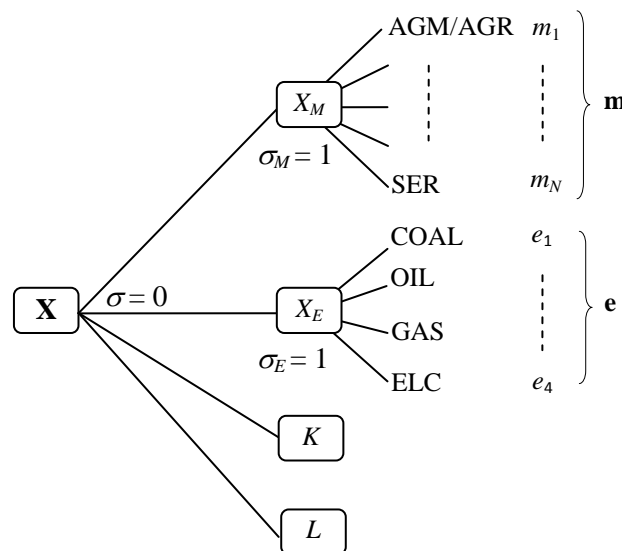 AGM/AGR m₁
X_M
m
σ_M = 1
SER m_N
COAL e₁
OIL
X σ = 0 X_E e
GAS
σ_E = 1
ELC e₄
K
L